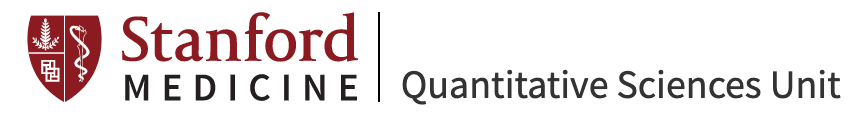 Stanford
MEDICINE
Quantitative Sciences Unit